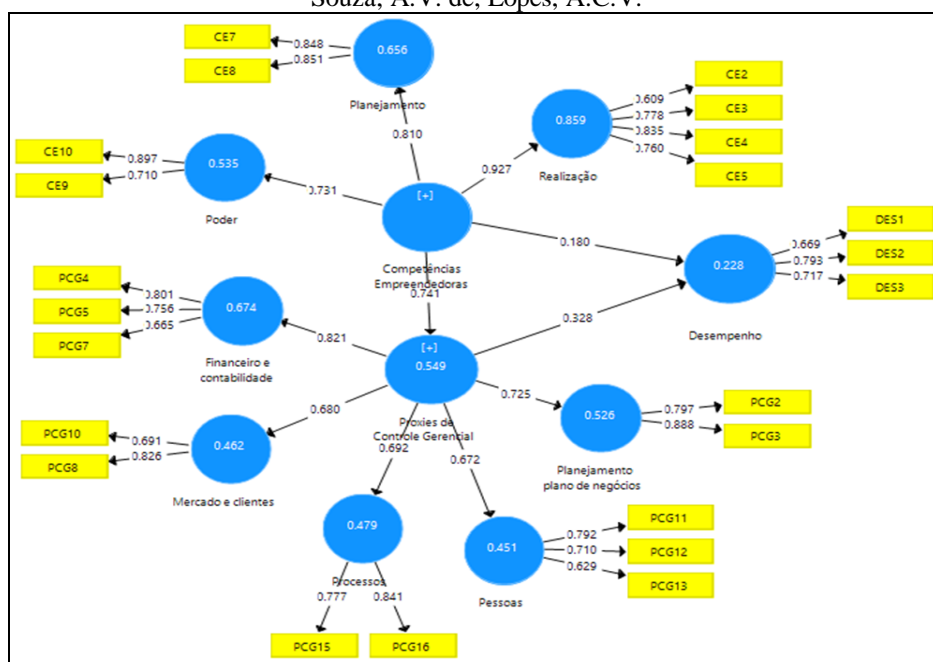 Souza, A.V. de, Lopes, A.C.V.
CE7
CE8
0.848
0.851
0.656
Planejamento
0.810
CE2
CE3
CE4
CE5
0.609
0.778
0.835
0.760
0.859
Realização
0.927
CE10
CE9
0.897
0.710
0.535
Poder
0.731
[+]
Competências
Empreendedoras
0.741
0.180
DES1
DES2
DES3
0.669
0.793
0.717
0.228
Desempenho
0.328
PCG4
PCG5
PCG7
0.801
0.756
0.665
0.674
Financeiro e
contabilidade
0.821
[+]
0.549
Proxies de
Controle Gerencial
0.725
0.526
Planejamento
plano de negócios
0.797
0.888
PCG2
PCG3
0.680
PCG10
PCG8
0.691
0.826
0.462
Mercado e clientes
0.692
0.672
0.479
Processos
0.777
0.841
PCG15
PCG16
0.451
Pessoas
0.792
0.710
0.629
PCG11
PCG12
PCG13